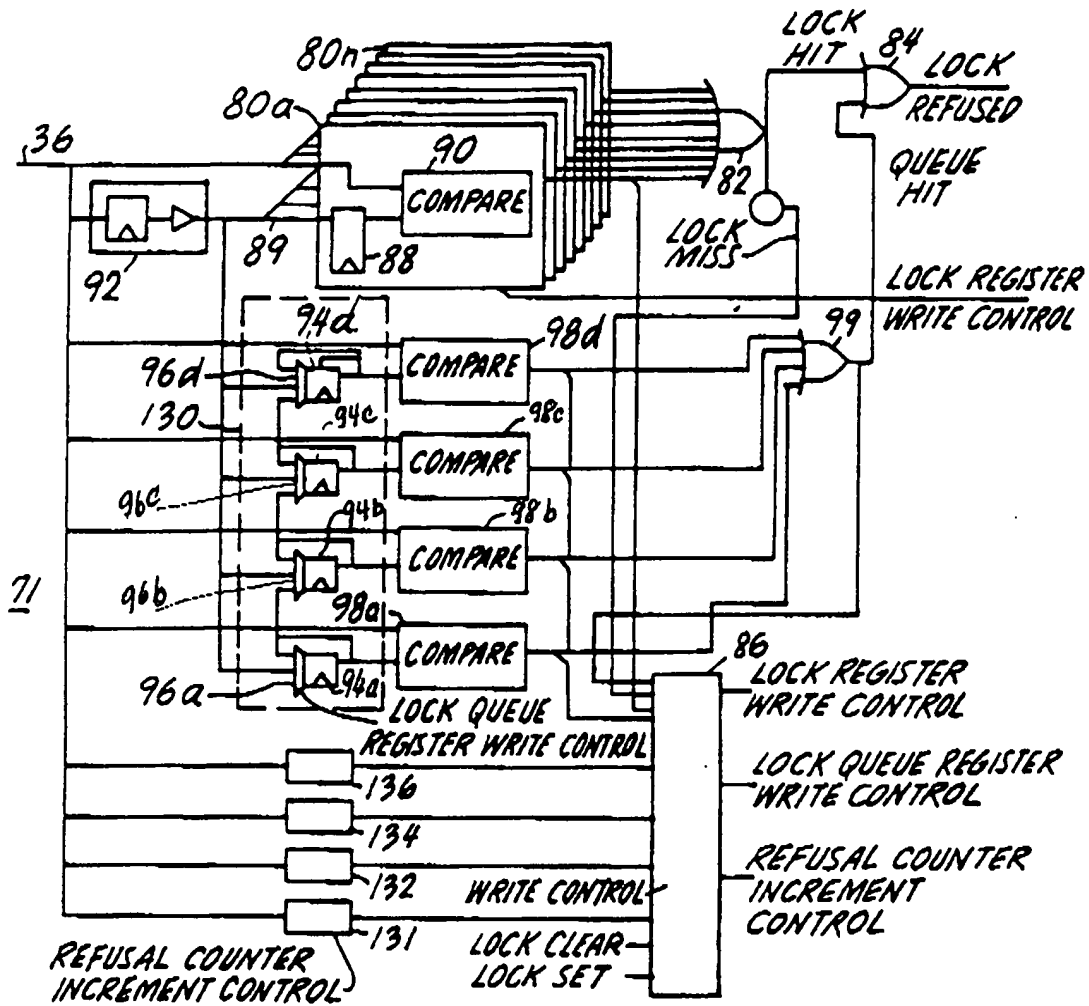 80n
LOCK
HIT
84
LOCK
REFUSED
80a
36
90
COMPARE
82
QUEUE
HIT
92
89
88
LOCK
MISS
LOCK REGISTER
WRITE CONTROL
94d
COMPARE
98d
99
96d
130
94c
COMPARE
98c
96c
94b
COMPARE
98b
71
96b
98a
COMPARE
86
96a
94a
LOCK QUEUE
REGISTER WRITE CONTROL
LOCK REGISTER
WRITE CONTROL
136
LOCK QUEUE REGISTER
WRITE CONTROL
134
132
WRITE CONTROL
REFUSAL COUNTER
INCREMENT
CONTROL
131
REFUSAL COUNTER
INCREMENT CONTROL
LOCK CLEAR
LOCK SET